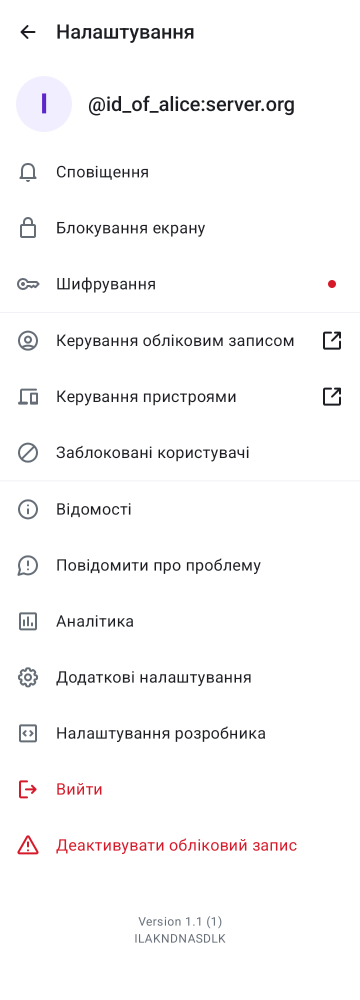 Налаштування
I
@id_of_alice:server.org
Сповіщення
Блокування екрану
Шифрування
Керування обліковим записом
Керування пристроями
Заблоковані користувачі
Відомості
Повідомити про проблему
Аналітика
Додаткові налаштування
Налаштування розробника
Вийти
Деактивувати обліковий запис
Version 1.1 (1)
ILAKNDNASDLK